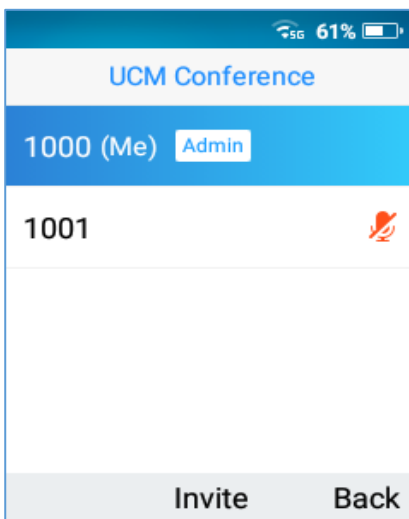 5G 61%
UCM Conference
1000 (Me) Admin
1001
Invite Back